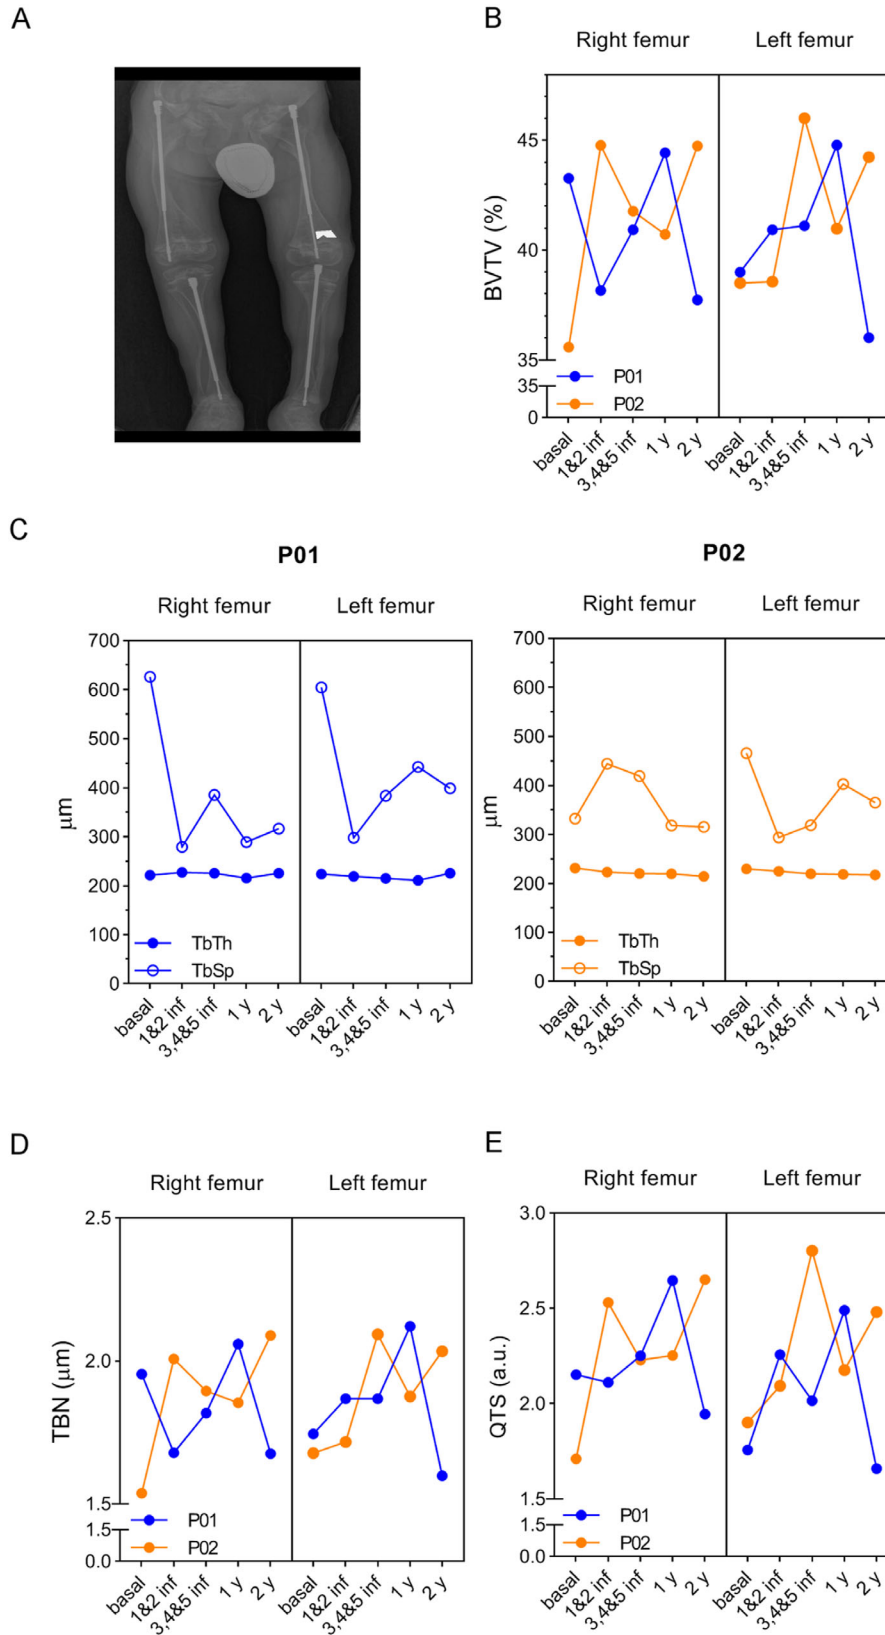 A
B
Right femur
Left femur
BVTV (%)
45
40
35
35
0
P01
P02
basal
1&2 inf
3,4&5 inf
1 y
2 y
basal
1&2 inf
3,4&5 inf
1 y
2 y
C
P01
Right femur
Left femur
μm
700
600
500
400
300
200
100
0
TbTh
TbSp
basal
1&2 inf
3,4&5 inf
1 y
2 y
basal
1&2 inf
3,4&5 inf
1 y
2 y
P02
Right femur
Left femur
μm
700
600
500
400
300
200
100
0
TbTh
TbSp
basal
1&2 inf
3,4&5 inf
1 y
2 y
basal
1&2 inf
3,4&5 inf
1 y
2 y
D
Right femur
Left femur
TBN (μm)
2.5
2.0
1.5
1.5
0.0
P01
P02
basal
1&2 inf
3,4&5 inf
1 y
2 y
basal
1&2 inf
3,4&5 inf
1 y
2 y
E
Right femur
Left femur
QTS (a.u.)
3.0
2.5
2.0
1.5
1.5
0.0
P01
P02
basal
1&2 inf
3,4&5 inf
1 y
2 y
basal
1&2 inf
3,4&5 inf
1 y
2 y